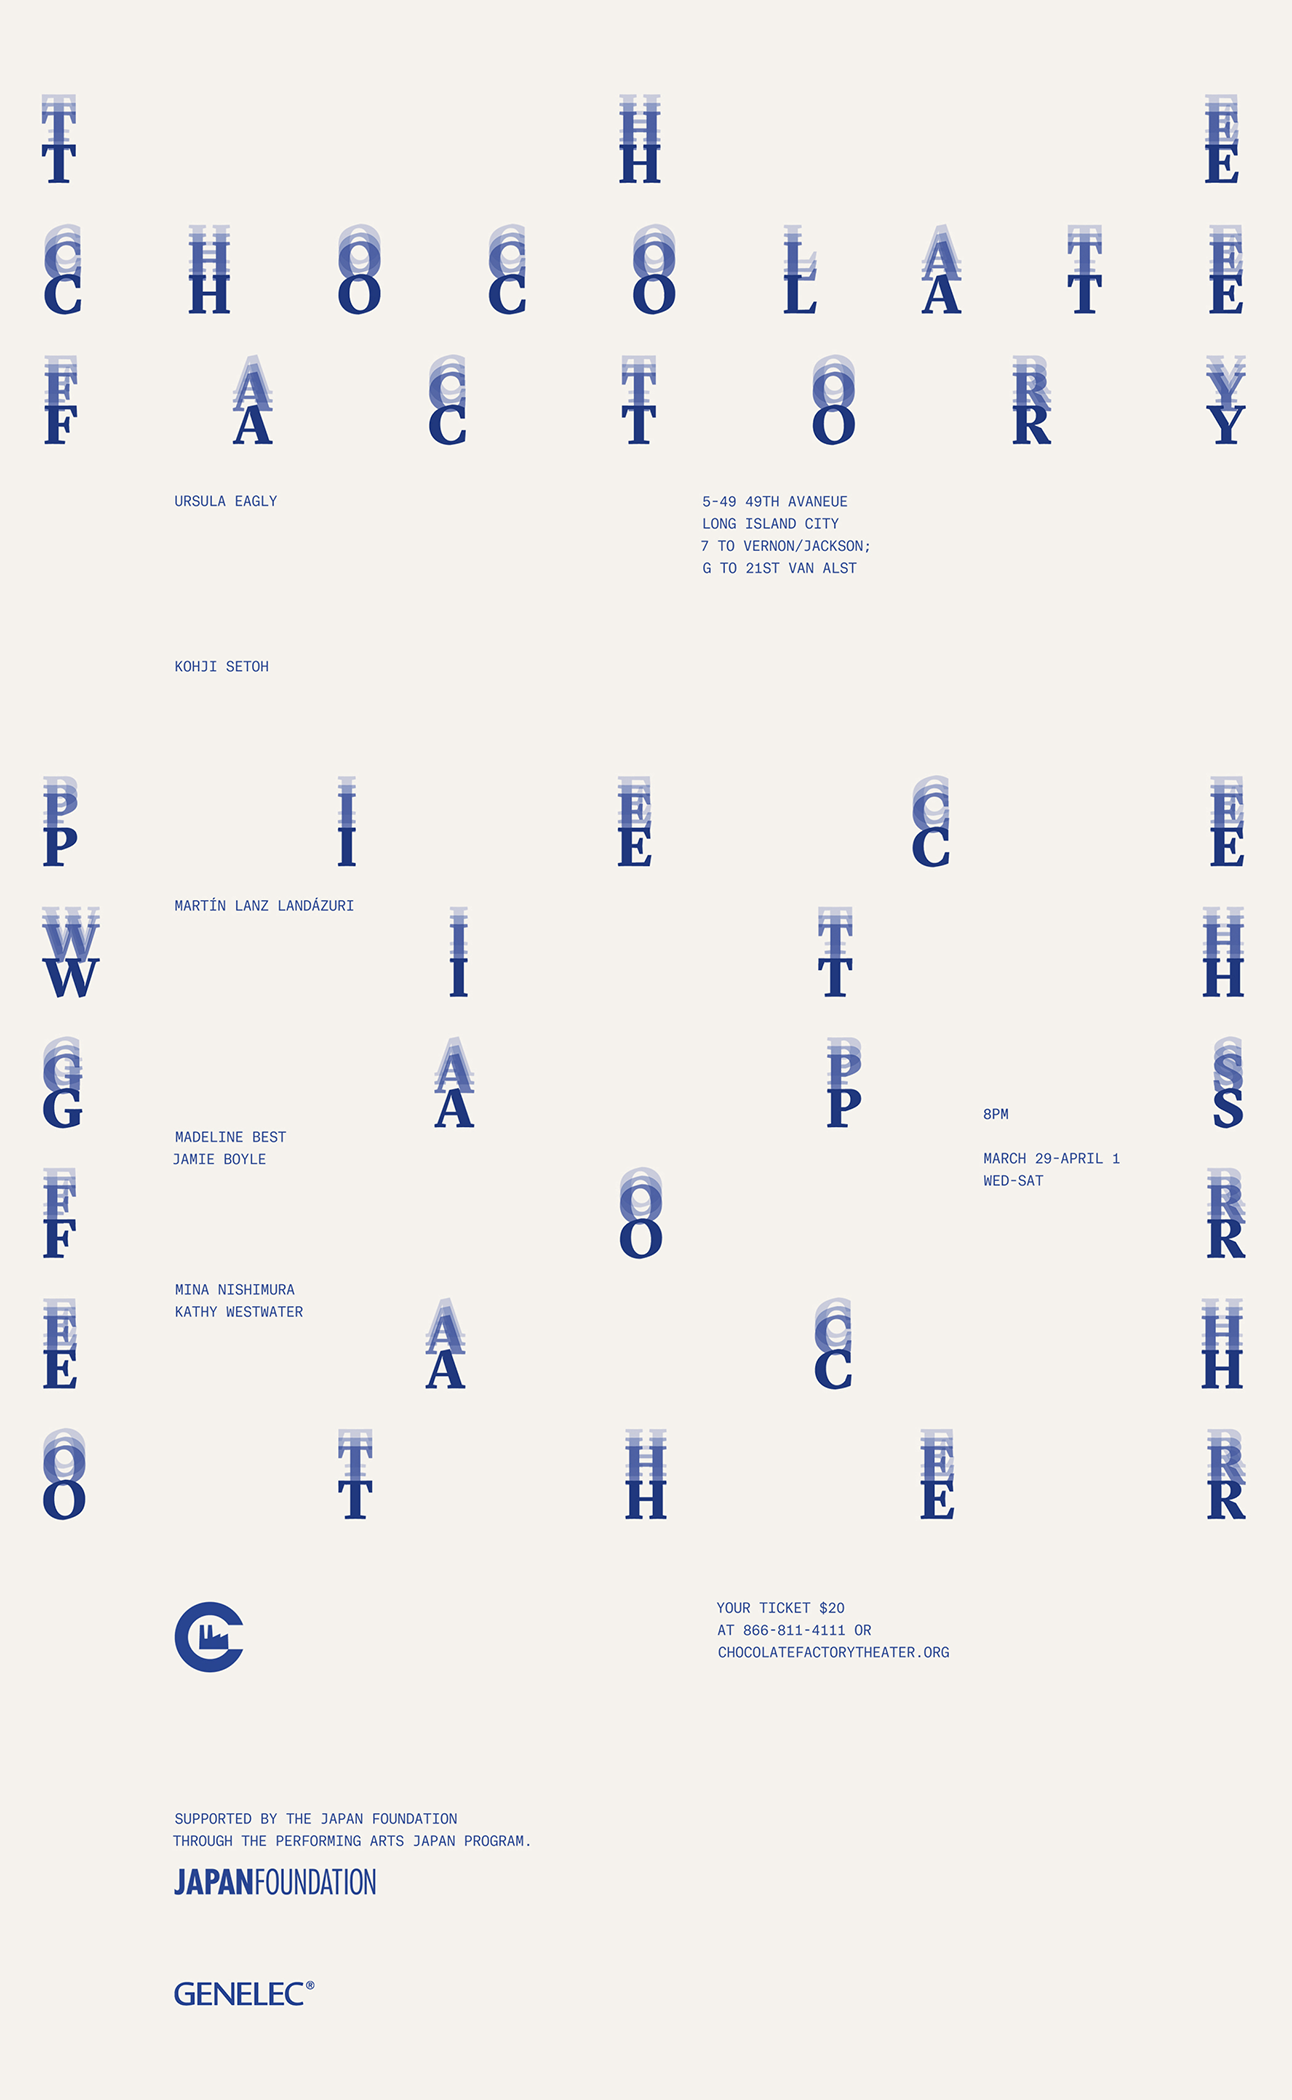 THE
CHOCOLATE
FACTORY
URSULA EAGLY
5-49 49TH AVANEUE
LONG ISLAND CITY
7 TO VERNON/JACKSON;
G TO 21ST VAN ALST
KOHJI SETOH
PIECE
MARTÍN LANZ LANDÁZURI
WITH
GAPS
8PM
MADELINE BEST
JAMIE BOYLE
MARCH 29-APRIL 1
WED-SAT
FOR
MINA NISHIMURA
KATHY WESTWATER
EACH
OTHER
YOUR TICKET $20
AT 866-811-4111 OR
CHOCOLATEFACTORYTHEATER.ORG
SUPPORTED BY THE JAPAN FOUNDATION
THROUGH THE PERFORMING ARTS JAPAN PROGRAM.
JAPANFOUNDATION
GENELEC®